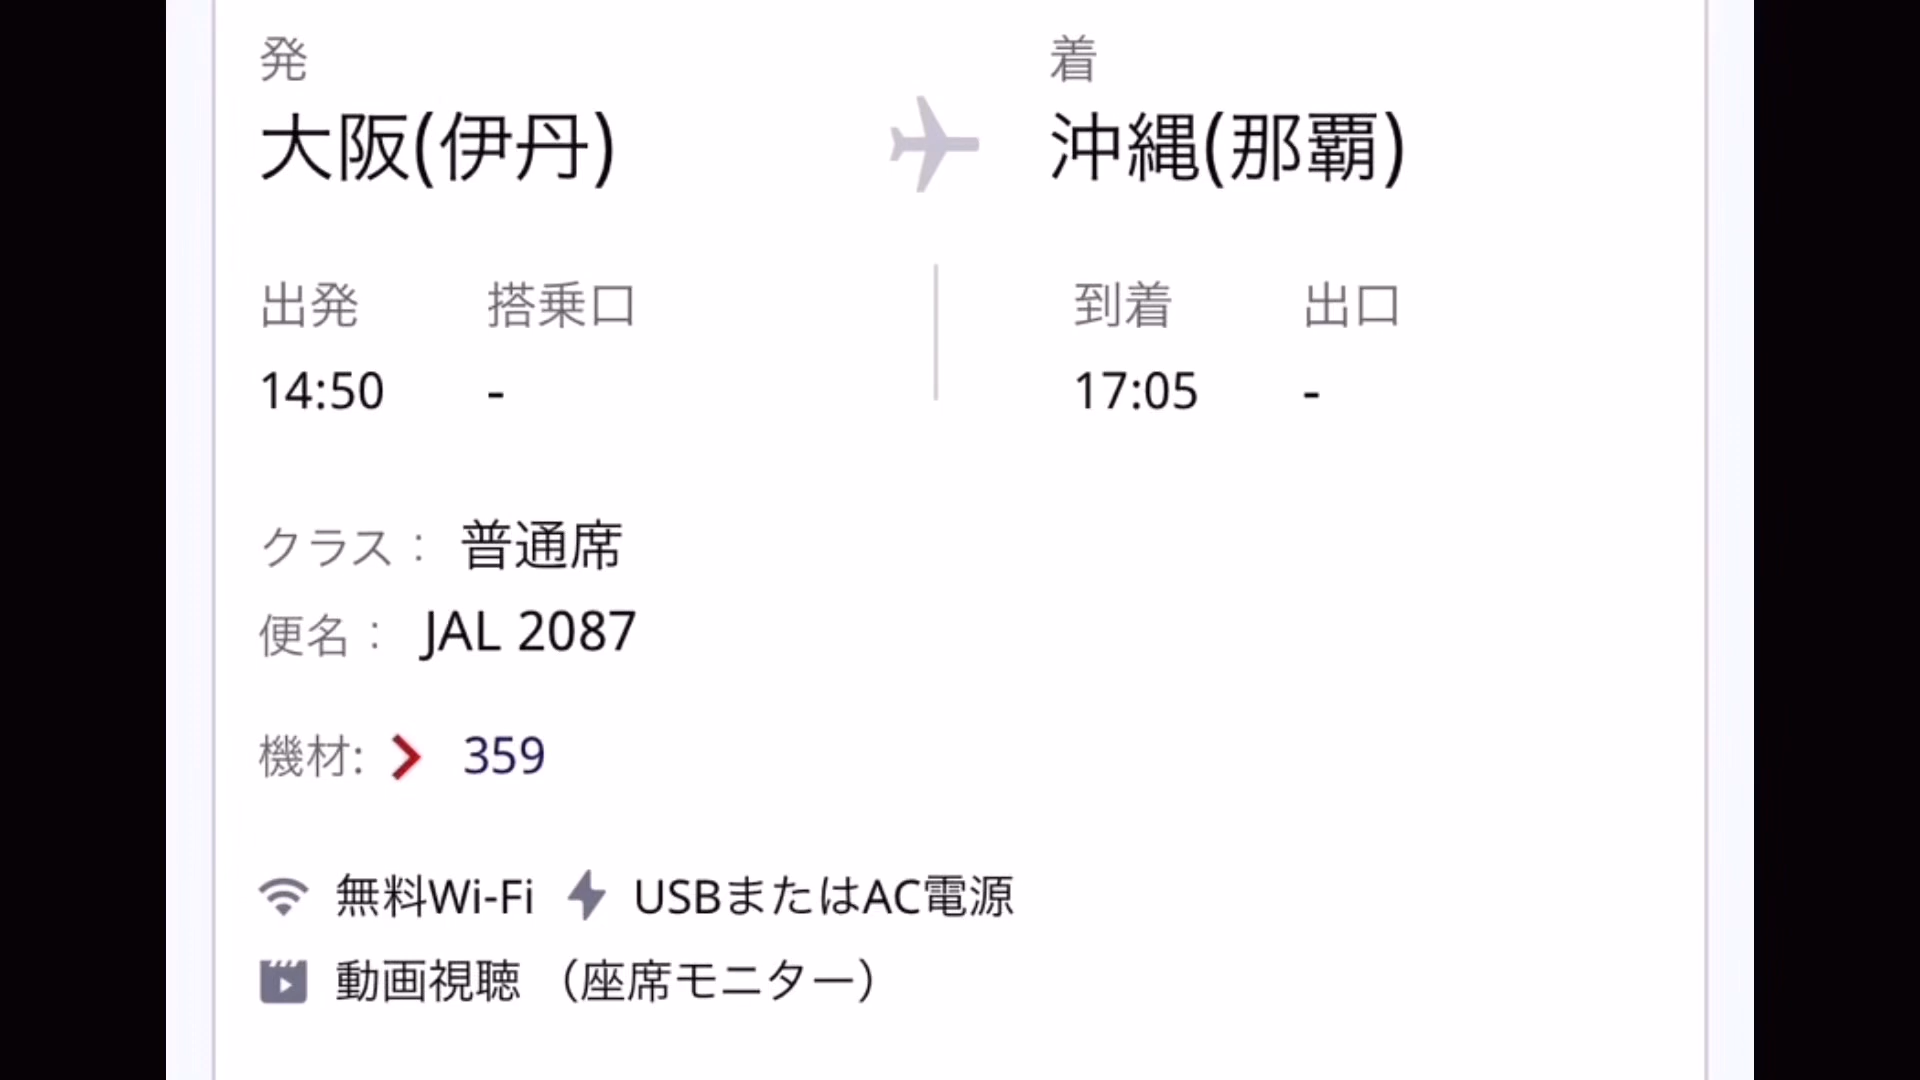 発
大阪(伊丹)
着
沖縄(那覇)
出発 搭乗口
14:50 -
到着 出口
17:05 -
クラス： 普通席
便名： JAL 2087
機材: 359
無料Wi-Fi USBまたはAC電源
動画視聴 （座席モニター）